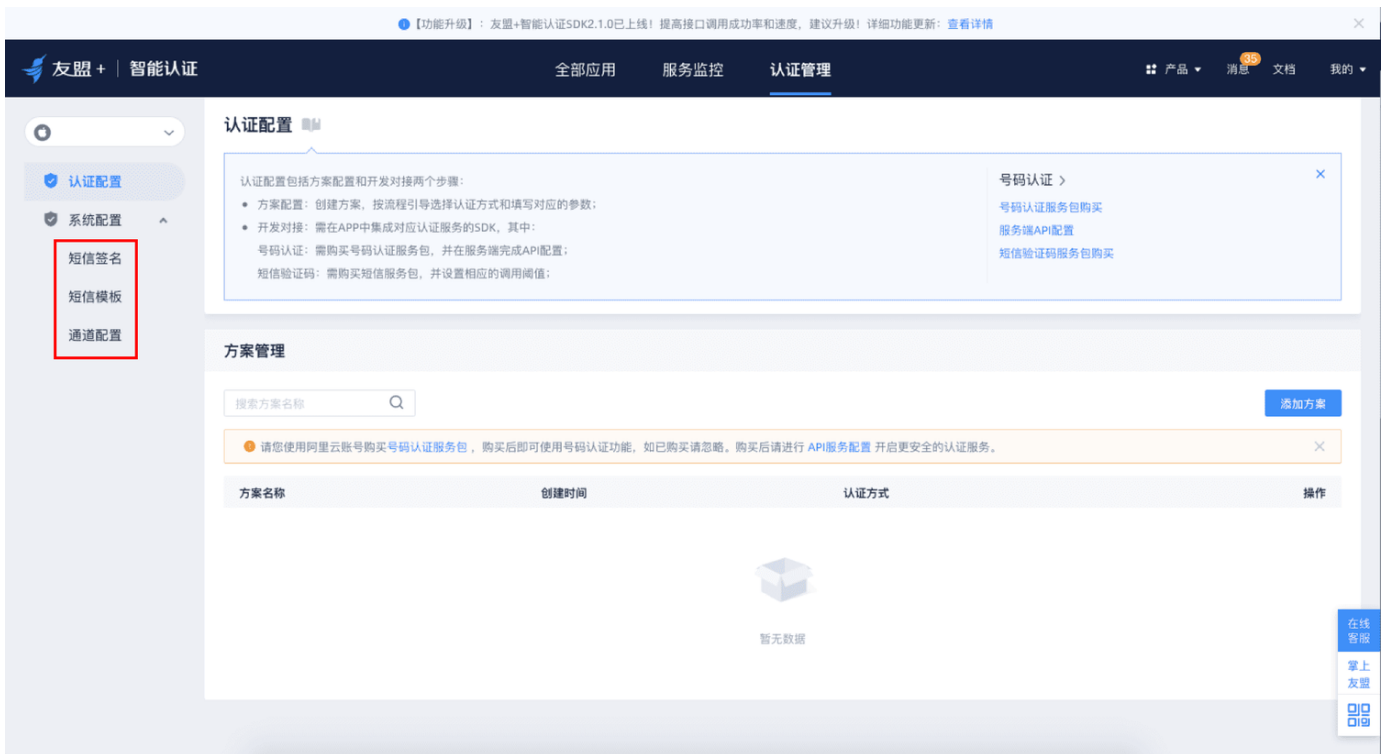 【功能升级】：友盟+智能认证SDK2.1.0已上线！提高接口调用成功率和速度，建议升级！详细功能更新：查看详情
友盟+ 智能认证
全部应用 服务监控 认证管理
产品 消息 35 文档 我的
认证配置
系统配置
短信签名
短信模板
通道配置
认证配置
认证配置包括方案配置和开发对接两个步骤：
• 方案配置：创建方案，按流程引导选择认证方式和填写对应的参数；
• 开发对接：需在APP中集成对应认证服务的SDK，其中：
号码认证：需购买号码认证服务包，并在服务端完成API配置；
短信验证码：需购买短信服务包，并设置相应的调用阈值；
号码认证 >
号码认证服务包购买
服务端API配置
短信验证码服务包购买
方案管理
搜索方案名称
添加方案
请您使用阿里云账号购买号码认证服务包 ，购买后即可使用号码认证功能，如已购买请忽略。购买后请进行 API服务配置 开启更安全的认证服务。
方案名称 创建时间 认证方式 操作
暂无数据
在线
客服
掌上
友盟